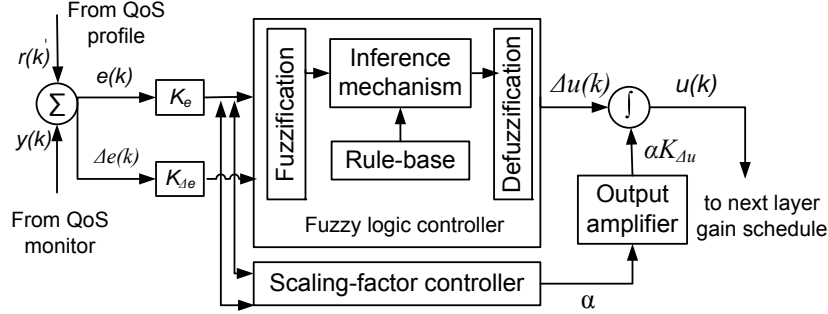 From QoS
profile
r(k)
e(k)
Σ
y(k)
Δe(k)
From QoS
monitor
Ke
KΔe
Fuzzification
Inference
mechanism
Rule-base
Defuzzification
Fuzzy logic controller
Scaling-factor controller
Δu(k)
∫
u(k)
αKΔu
Output
amplifier
α
to next layer
gain schedule